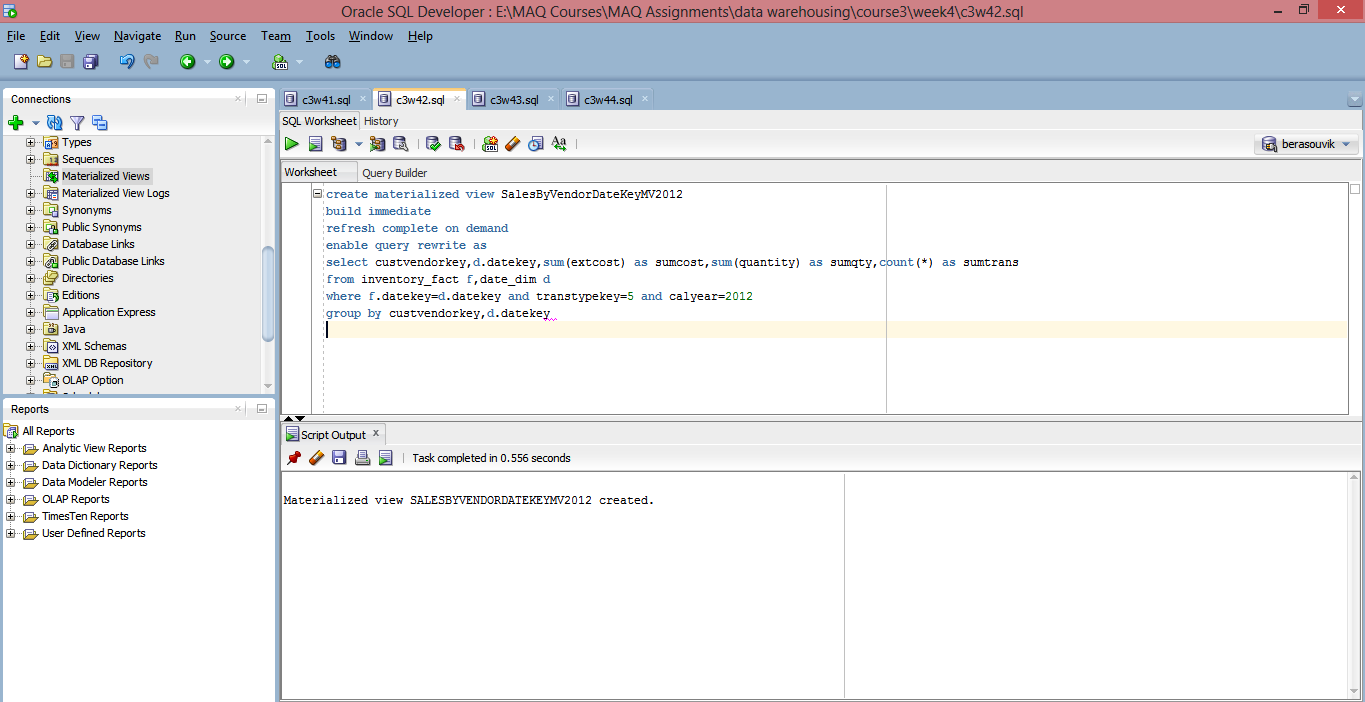 Oracle SQL Developer : E:\MAQ Courses\MAQ Assignments\data warehousing\course3\week4\c3w42.sql
File Edit View Navigate Run Source Team Tools Window Help
Connections
Types
Sequences
Materialized Views
Materialized View Logs
Synonyms
Public Synonyms
Database Links
Public Database Links
Directories
Editions
Application Express
Java
XML Schemas
XML DB Repository
OLAP Option
Reports
All Reports
Analytic View Reports
Data Dictionary Reports
Data Modeler Reports
OLAP Reports
TimesTen Reports
User Defined Reports
c3w41.sql c3w42.sql c3w43.sql c3w44.sql
SQL Worksheet History
berasouvik
Worksheet Query Builder
create materialized view SalesByVendorDateKeyMV2012
build immediate
refresh complete on demand
enable query rewrite as
select custvendorkey,d.datekey,sum(extcost) as sumcost,sum(quantity) as sumqty,count(*) as sumtrans
from inventory_fact f,date_dim d
where f.datekey=d.datekey and transtypekey=5 and calyear=2012
group by custvendorkey,d.datekey
Script Output
Task completed in 0.556 seconds
Materialized view SALESBYVENDORDATEKEYMV2012 created.